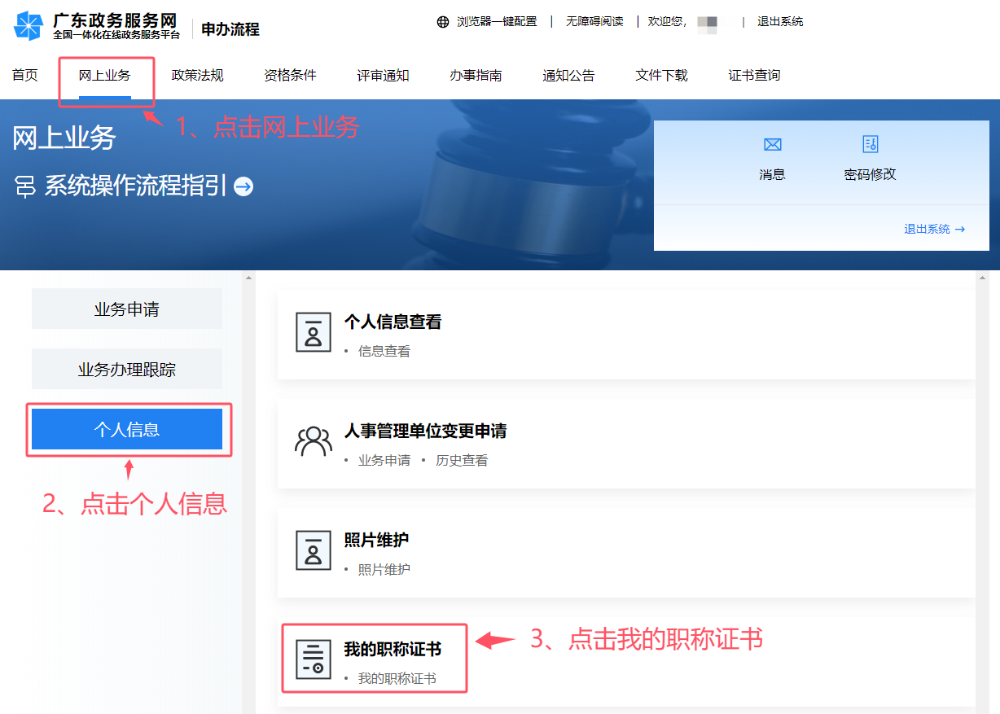 广东政务服务网
全国一体化在线政务服务平台
申办流程
浏览器一键配置 | 无障碍阅读 | 欢迎您, | 退出系统
首页 网上业务 政策法规 资格条件 评审通知 办事指南 通知公告 文件下载 证书查询
1、点击网上业务
网上业务
系统操作流程指引
消息 密码修改
退出系统 →
业务申请
业务办理跟踪
个人信息
2、点击个人信息
个人信息查看
• 信息查看
人事管理单位变更申请
• 业务申请 • 历史查看
照片维护
• 照片维护
我的职称证书
• 我的职称证书
3、点击我的职称证书